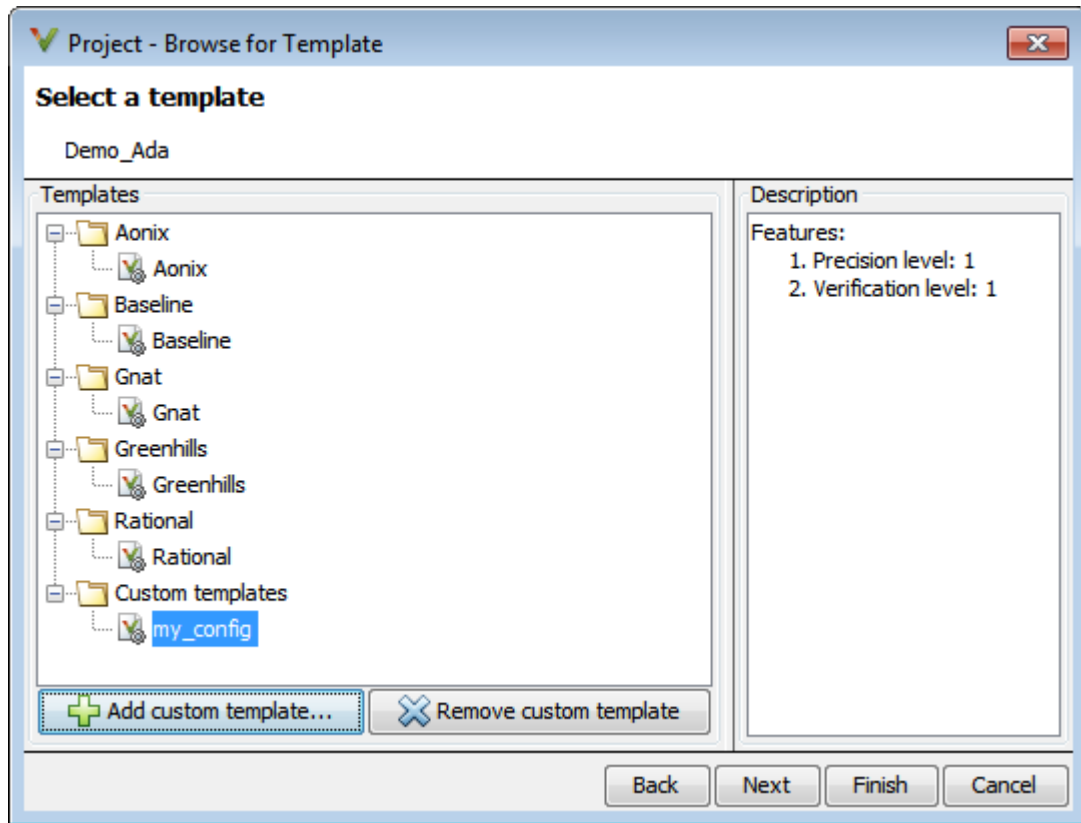 Project - Browse for Template
Select a template
Demo_Ada
Templates
Aonix
Aonix
Baseline
Baseline
Gnat
Gnat
Greenhills
Greenhills
Rational
Rational
Custom templates
my_config
Add custom template...
Remove custom template
Description
Features:
1. Precision level: 1
2. Verification level: 1
Back
Next
Finish
Cancel